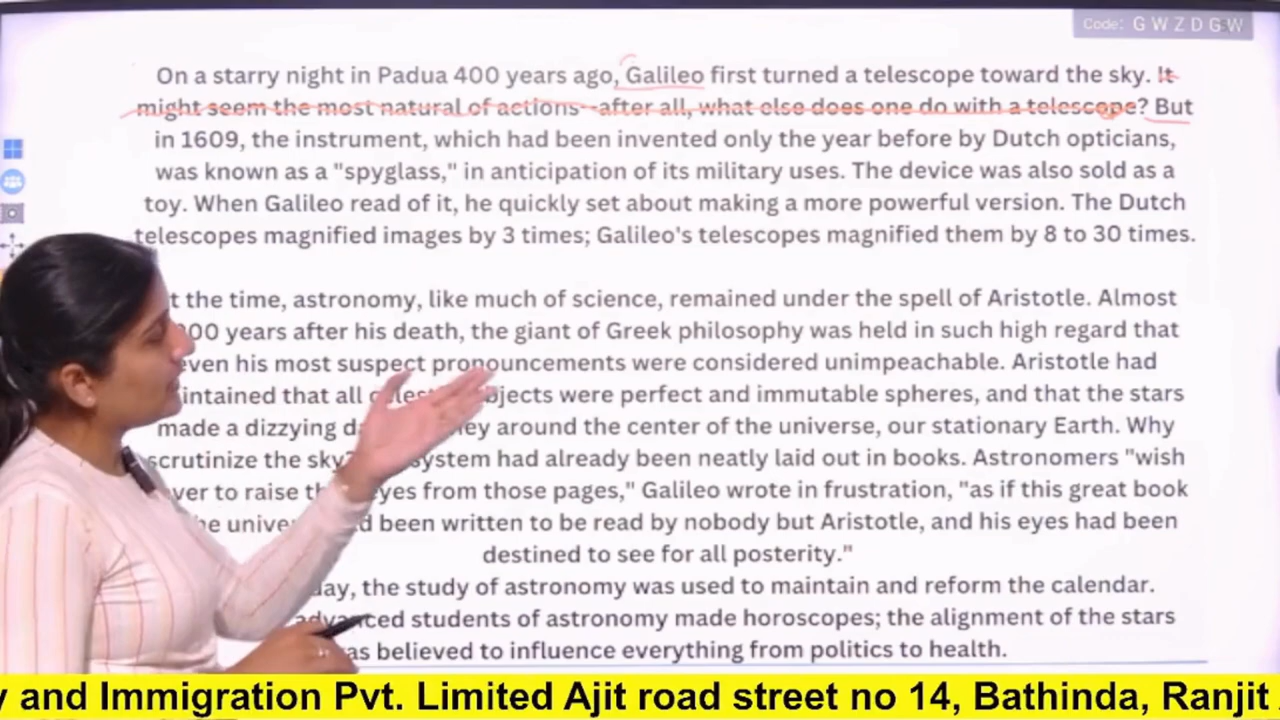 Code: G W Z D G W
On a starry night in Padua 400 years ago, Galileo first turned a telescope toward the sky. It
might seem the most natural of actions--after all, what else does one do with a telescope? But
in 1609, the instrument, which had been invented only the year before by Dutch opticians,
was known as a "spyglass," in anticipation of its military uses. The device was also sold as a
toy. When Galileo read of it, he quickly set about making a more powerful version. The Dutch
telescopes magnified images by 3 times; Galileo's telescopes magnified them by 8 to 30 times.
t the time, astronomy, like much of science, remained under the spell of Aristotle. Almost
00 years after his death, the giant of Greek philosophy was held in such high regard that
even his most suspect pronouncements were considered unimpeachable. Aristotle had
intained that all bjects were perfect and immutable spheres, and that the stars
made a dizzying around the center of the universe, our stationary Earth. Why
scrutinize the sky? system had already been neatly laid out in books. Astronomers "wish
ver to raise eyes from those pages," Galileo wrote in frustration, "as if this great book
he univer d been written to be read by nobody but Aristotle, and his eyes had been
destined to see for all posterity."
day, the study of astronomy was used to maintain and reform the calendar.
advanced students of astronomy made horoscopes; the alignment of the stars
as believed to influence everything from politics to health.
y and Immigration Pvt. Limited Ajit road street no 14, Bathinda, Ranjit